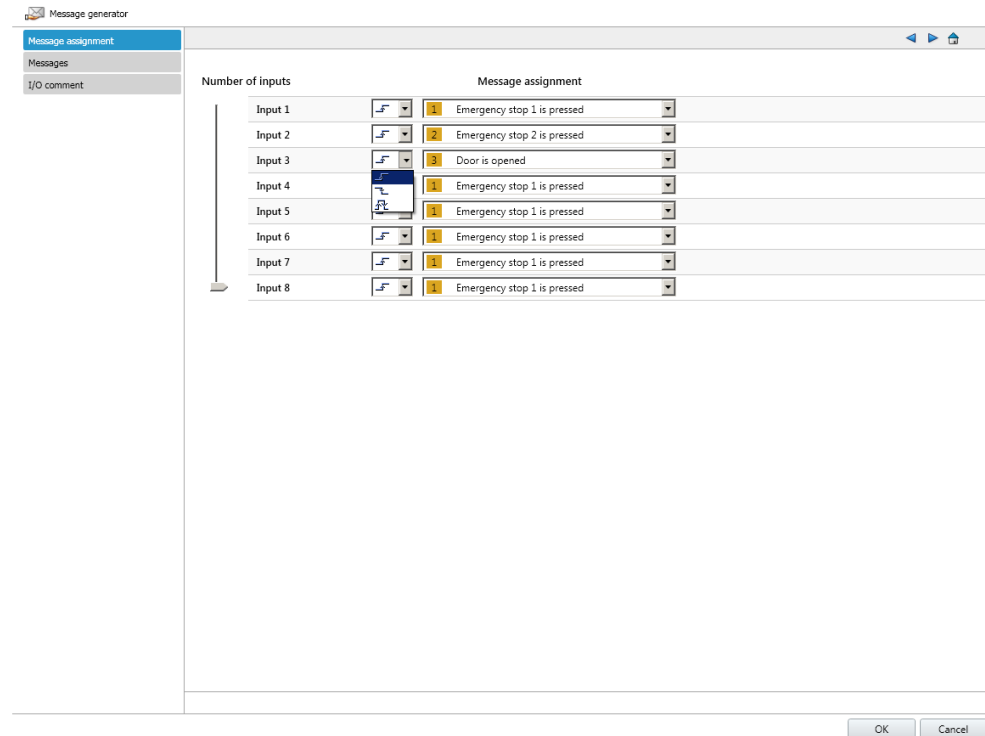 Message generator
Message assignment
Messages
I/O comment
Number of inputs Message assignment
Input 1 1 Emergency stop 1 is pressed
Input 2 2 Emergency stop 2 is pressed
Input 3 3 Door is opened
Input 4 1 Emergency stop 1 is pressed
Input 5 1 Emergency stop 1 is pressed
Input 6 1 Emergency stop 1 is pressed
Input 7 1 Emergency stop 1 is pressed
Input 8 1 Emergency stop 1 is pressed
OK Cancel